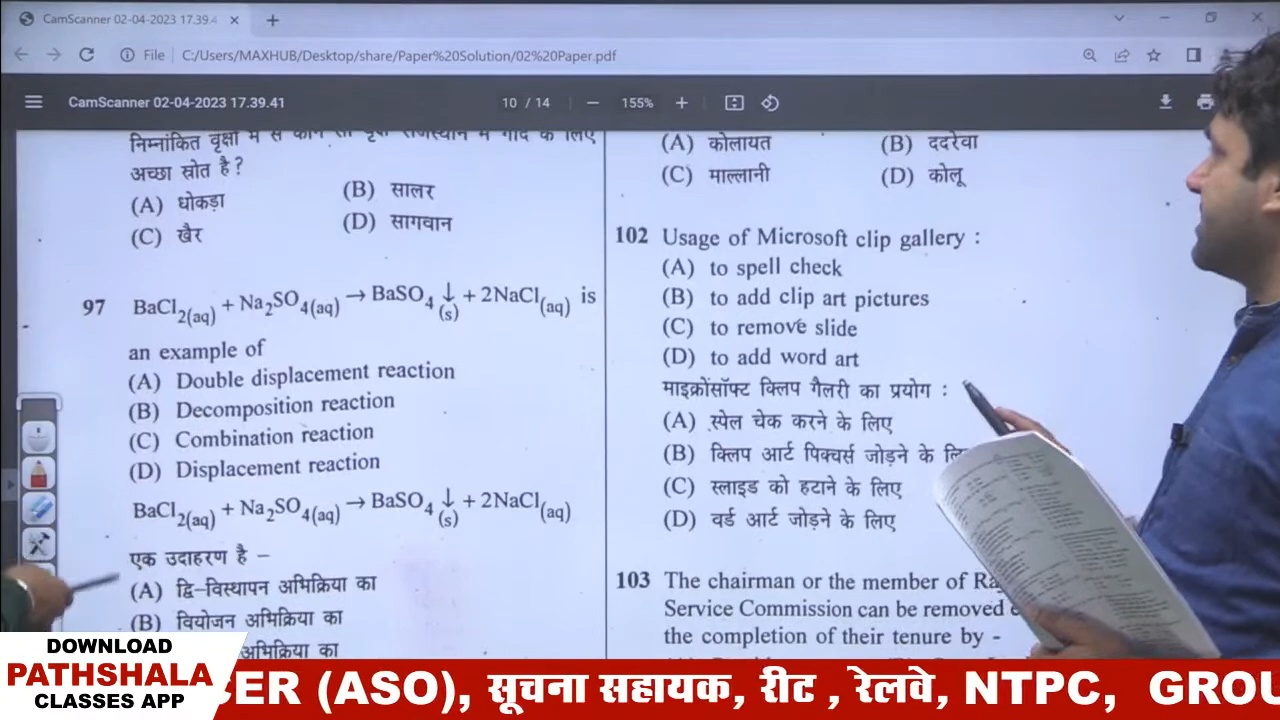 CamScanner 02-04-2023 17.39.4
File C:/Users/MAXHUB/Desktop/share/Paper%20Solution/02%20Paper.pdf
CamScanner 02-04-2023 17.39.41
10 / 14
155%
निम्नांकित वृक्षों में से कौन सा वृक्ष राजस्थान में गोंद के लिए
अच्छा स्रोत है?
(A) धोकड़ा (B) सालर
(C) खैर (D) सागवान
97 BaCl2(aq) + Na2SO4(aq) → BaSO4 ↓(s) + 2NaCl(aq) is
an example of
(A) Double displacement reaction
(B) Decomposition reaction
(C) Combination reaction
(D) Displacement reaction
BaCl2(aq) + Na2SO4(aq) → BaSO4 ↓(s) + 2NaCl(aq)
एक उदाहरण है –
(A) द्वि-विस्थापन अभिक्रिया का
(B) वियोजन अभिक्रिया का
अभिक्रिया का
(A) कोलायत (B) ददरेवा
(C) माल्लानी (D) कोलू
102 Usage of Microsoft clip gallery :
(A) to spell check
(B) to add clip art pictures
(C) to remove slide
(D) to add word art
माइक्रोंसॉफ्ट क्लिप गैलरी का प्रयोग :
(A) स्पेल चेक करने के लिए
(B) क्लिप आर्ट पिक्चर्स जोड़ने के
(C) स्लाइड को हटाने के लिए
(D) वर्ड आर्ट जोड़ने के लिए
103 The chairman or the member of
Service Commission can be removed
the completion of their tenure by -
DOWNLOAD
PATHSHALA
CLASSES APP
CER (ASO), सूचना सहायक, रीट , रेलवे, NTPC, GROU